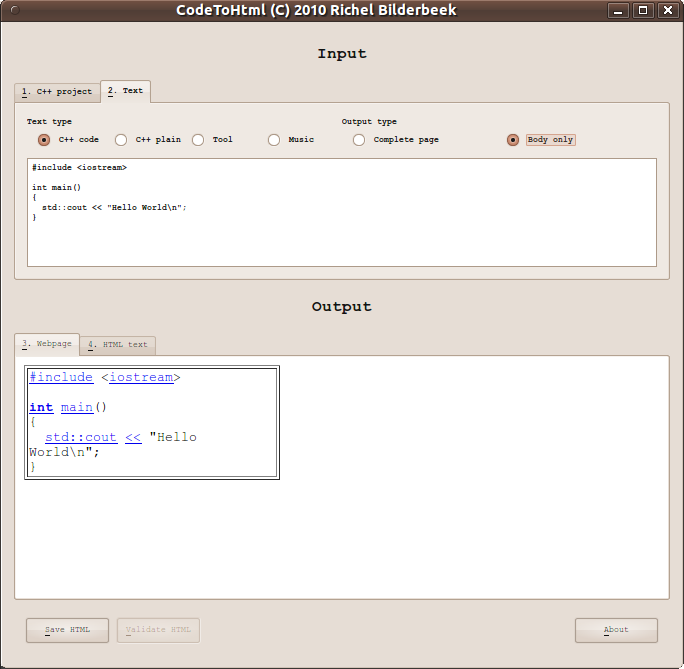 CodeToHtml (C) 2010 Richel Bilderbeek
Input
1. C++ project 2. Text
Text type Output type
C++ code C++ plain Tool Music Complete page Body only
#include <iostream>
int main()
{
  std::cout << "Hello World\n";
}
Output
3. Webpage 4. HTML text
#include <iostream>
int main()
{
  std::cout << "Hello
World\n";
}
Save HTML Validate HTML About